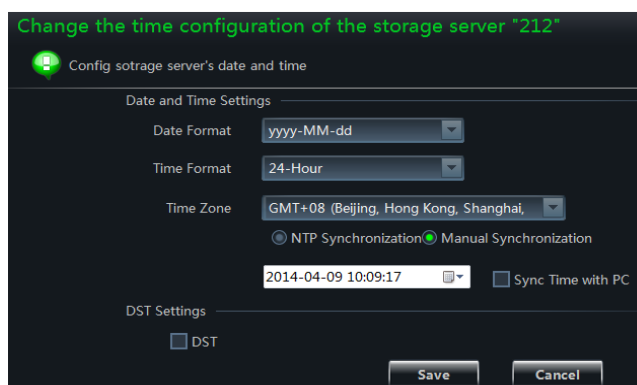 Change the time configuration of the storage server "212"
Config sotrage server's date and time
Date and Time Settings
Date Format yyyy-MM-dd
Time Format 24-Hour
Time Zone GMT+08 (Beijing, Hong Kong, Shanghai,
NTP Synchronization Manual Synchronization
2014-04-09 10:09:17 Sync Time with PC
DST Settings
DST
Save Cancel